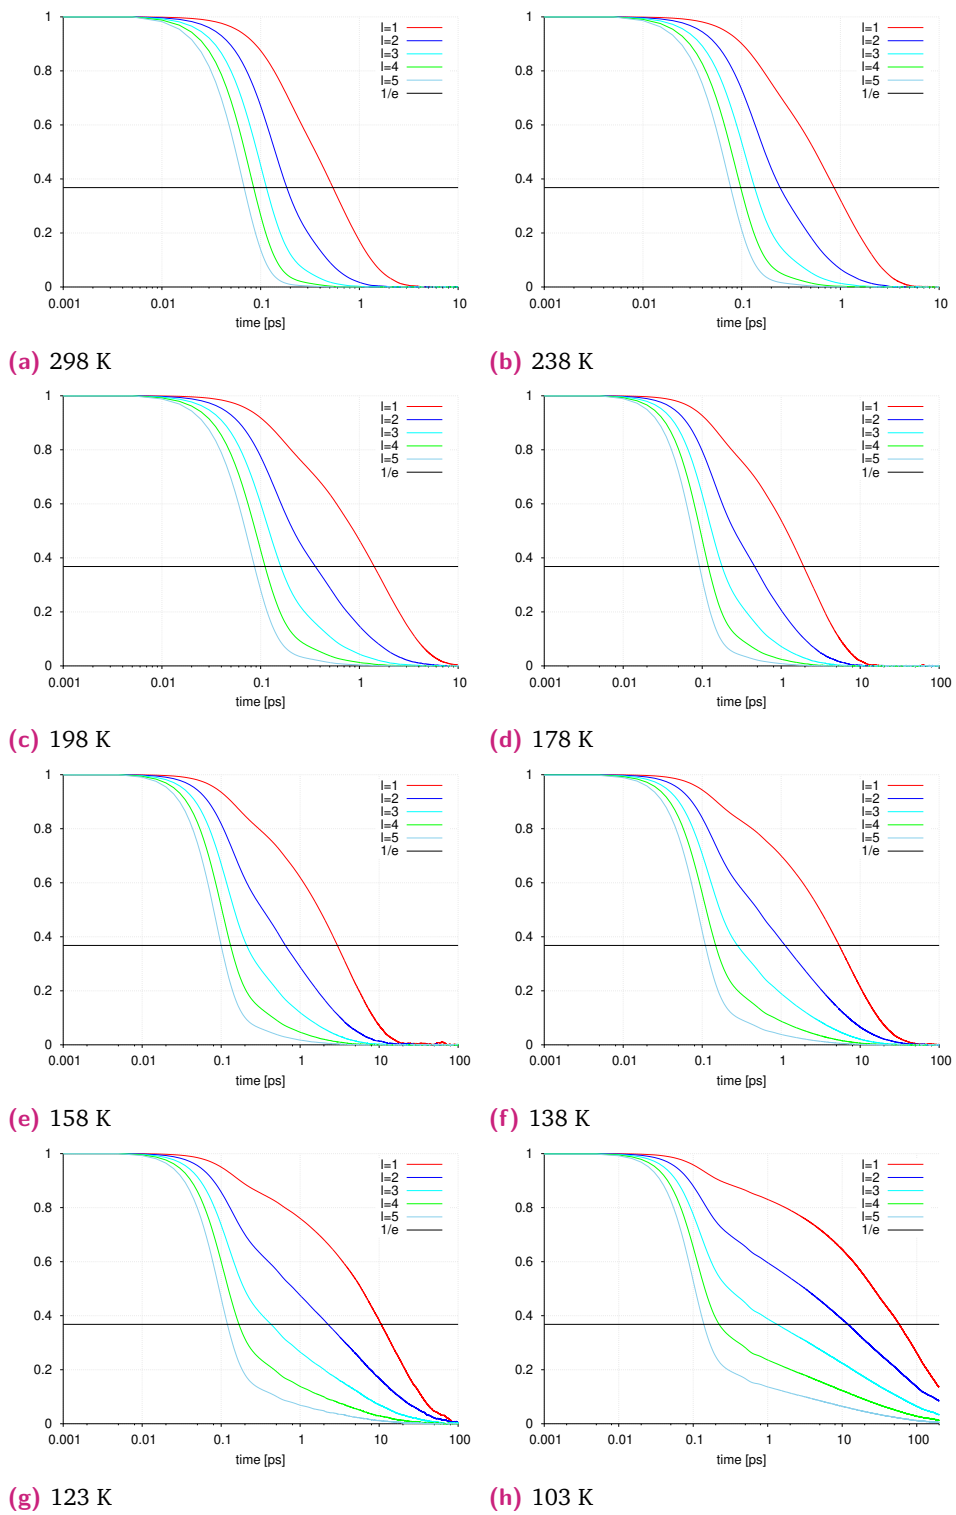 1
0.8
0.6
0.4
0.2
0
0.001
0.01
0.1
1
10
time [ps]
l=1
l=2
l=3
l=4
l=5
1/e
(a) 298 K
1
0.8
0.6
0.4
0.2
0
0.001
0.01
0.1
1
10
time [ps]
l=1
l=2
l=3
l=4
l=5
1/e
(b) 238 K
1
0.8
0.6
0.4
0.2
0
0.001
0.01
0.1
1
10
time [ps]
l=1
l=2
l=3
l=4
l=5
1/e
(c) 198 K
1
0.8
0.6
0.4
0.2
0
0.001
0.01
0.1
1
10
100
time [ps]
l=1
l=2
l=3
l=4
l=5
1/e
(d) 178 K
1
0.8
0.6
0.4
0.2
0
0.001
0.01
0.1
1
10
100
time [ps]
l=1
l=2
l=3
l=4
l=5
1/e
(e) 158 K
1
0.8
0.6
0.4
0.2
0
0.001
0.01
0.1
1
10
100
time [ps]
l=1
l=2
l=3
l=4
l=5
1/e
(f) 138 K
1
0.8
0.6
0.4
0.2
0
0.001
0.01
0.1
1
10
100
time [ps]
l=1
l=2
l=3
l=4
l=5
1/e
(g) 123 K
1
0.8
0.6
0.4
0.2
0
0.001
0.01
0.1
1
10
100
time [ps]
l=1
l=2
l=3
l=4
l=5
1/e
(h) 103 K